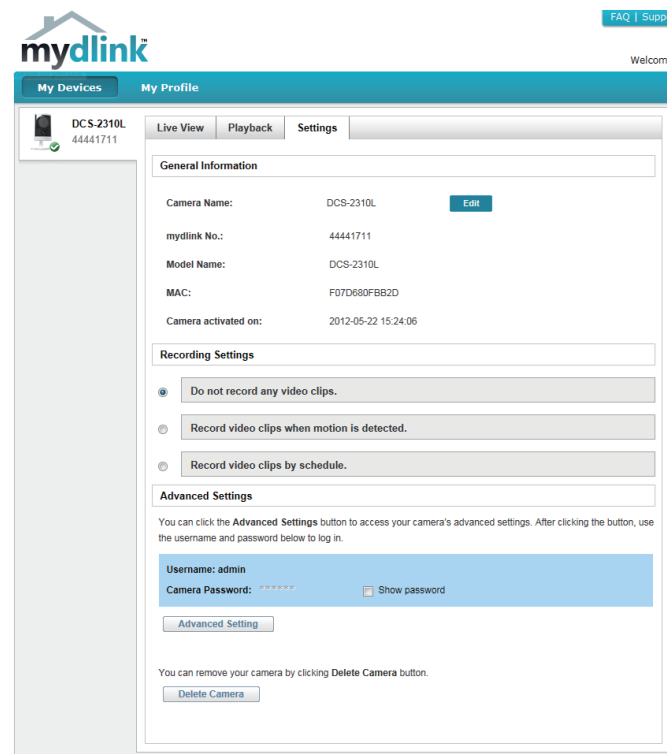 FAQ | Supp
mydlink™
Welcom
My Devices My Profile
DCS-2310L
44441711
Live View Playback Settings
General Information
Camera Name: DCS-2310L Edit
mydlink No.: 44441711
Model Name: DCS-2310L
MAC: F07D680FBB2D
Camera activated on: 2012-05-22 15:24:06
Recording Settings
Do not record any video clips.
Record video clips when motion is detected.
Record video clips by schedule.
Advanced Settings
You can click the Advanced Settings button to access your camera's advanced settings. After clicking the button, use
the username and password below to log in.
Username: admin
Camera Password: ****** Show password
Advanced Setting
You can remove your camera by clicking Delete Camera button.
Delete Camera